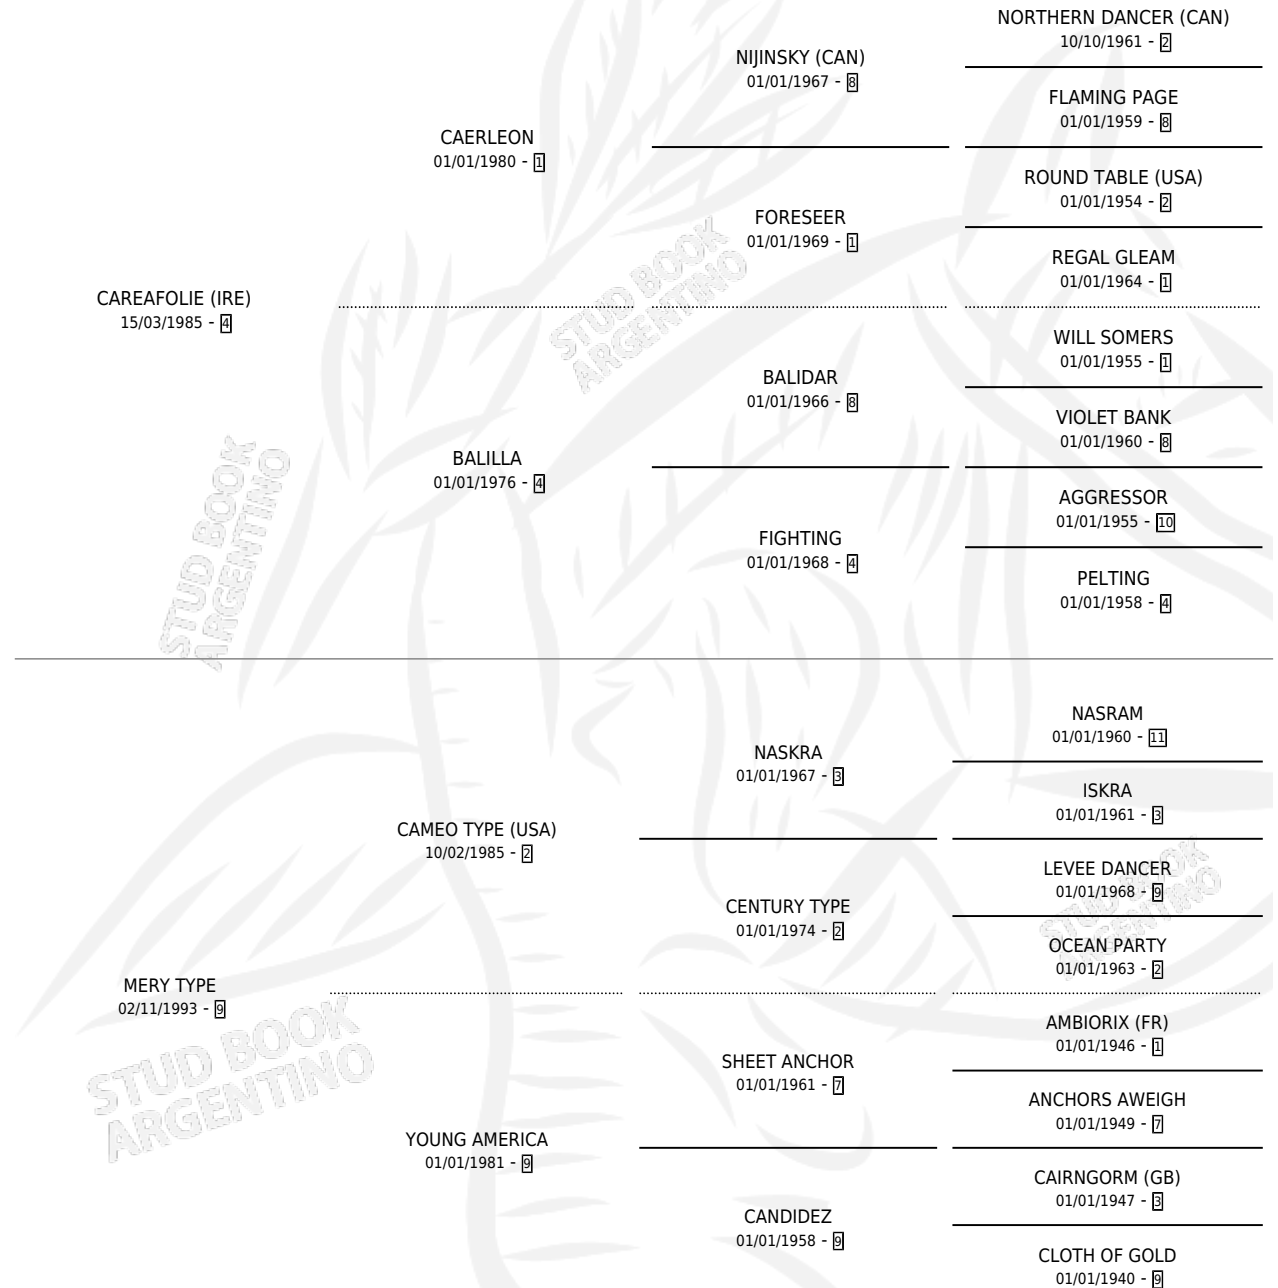 NORTHERN DANCER (CAN)
10/10/1961 - 2
NIJINSKY (CAN)
01/01/1967 - 8
FLAMING PAGE
01/01/1959 - 8
CAERLEON
01/01/1980 - 1
ROUND TABLE (USA)
01/01/1954 - 2
FORESEER
01/01/1969 - 1
REGAL GLEAM
01/01/1964 - 1
CAREAFOLIE (IRE)
15/03/1985 - 4
WILL SOMERS
01/01/1955 - 1
BALIDAR
01/01/1966 - 8
VIOLET BANK
01/01/1960 - 8
BALILLA
01/01/1976 - 4
AGGRESSOR
01/01/1955 - 10
FIGHTING
01/01/1968 - 4
PELTING
01/01/1958 - 4
NASRAM
01/01/1960 - 11
NASKRA
01/01/1967 - 3
ISKRA
01/01/1961 - 3
CAMEO TYPE (USA)
10/02/1985 - 2
LEVEE DANCER
01/01/1968 - 9
CENTURY TYPE
01/01/1974 - 2
OCEAN PARTY
01/01/1963 - 2
MERY TYPE
02/11/1993 - 9
AMBIORIX (FR)
01/01/1946 - 1
SHEET ANCHOR
01/01/1961 - 7
ANCHORS AWEIGH
01/01/1949 - 7
YOUNG AMERICA
01/01/1981 - 9
CAIRNGORM (GB)
01/01/1947 - 3
CANDIDEZ
01/01/1958 - 9
CLOTH OF GOLD
01/01/1940 - 9
STUD BOOK
ARGENTINO
STUD BOOK
ARGENTINO
STUD BOOK
ARGENTINO
STUD BOOK
ARGENTINO